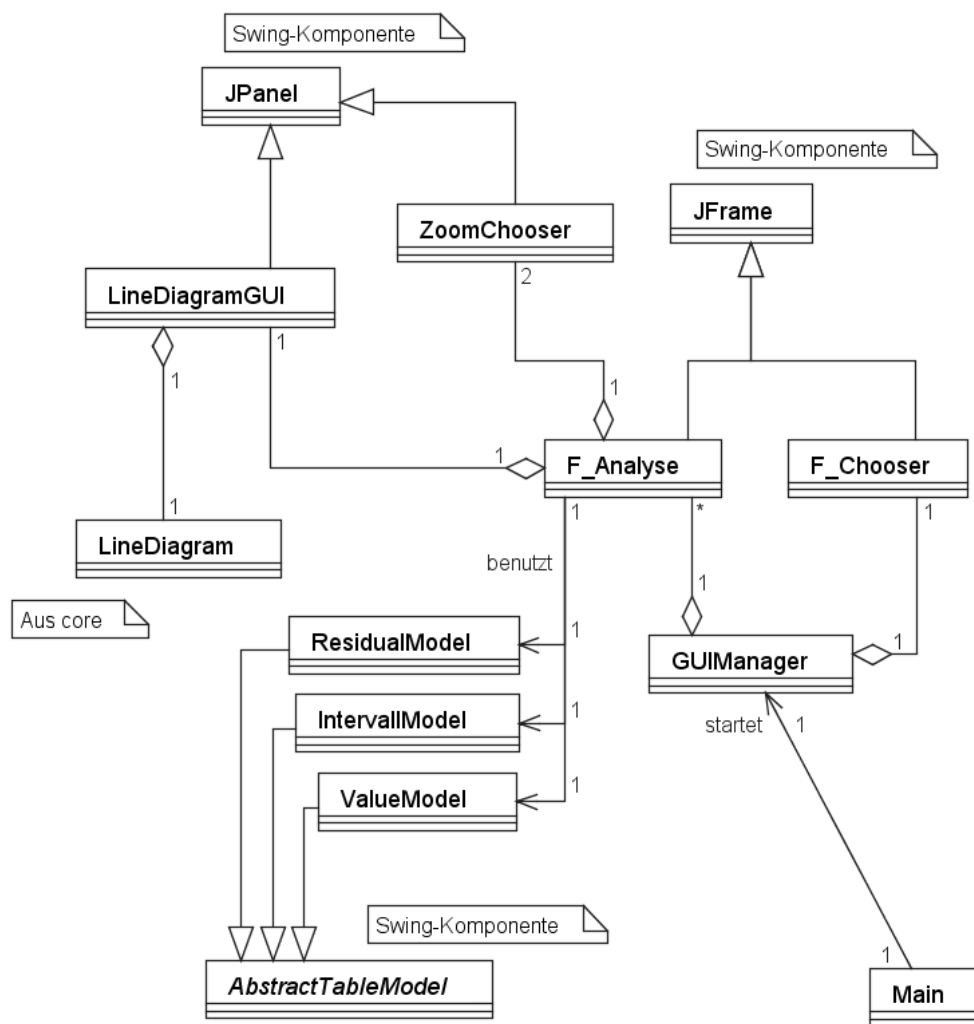 Swing-Komponente
JPanel
Swing-Komponente
JFrame
ZoomChooser
2
LineDiagramGUI
1
1
1
1
F_Analyse
F_Chooser
1
*
1
LineDiagram
1
benutzt
1
Aus core
ResidualModel
1
GUIManager
1
IntervallModel
1
startet
1
ValueModel
1
Swing-Komponente
AbstractTableModel
1
Main